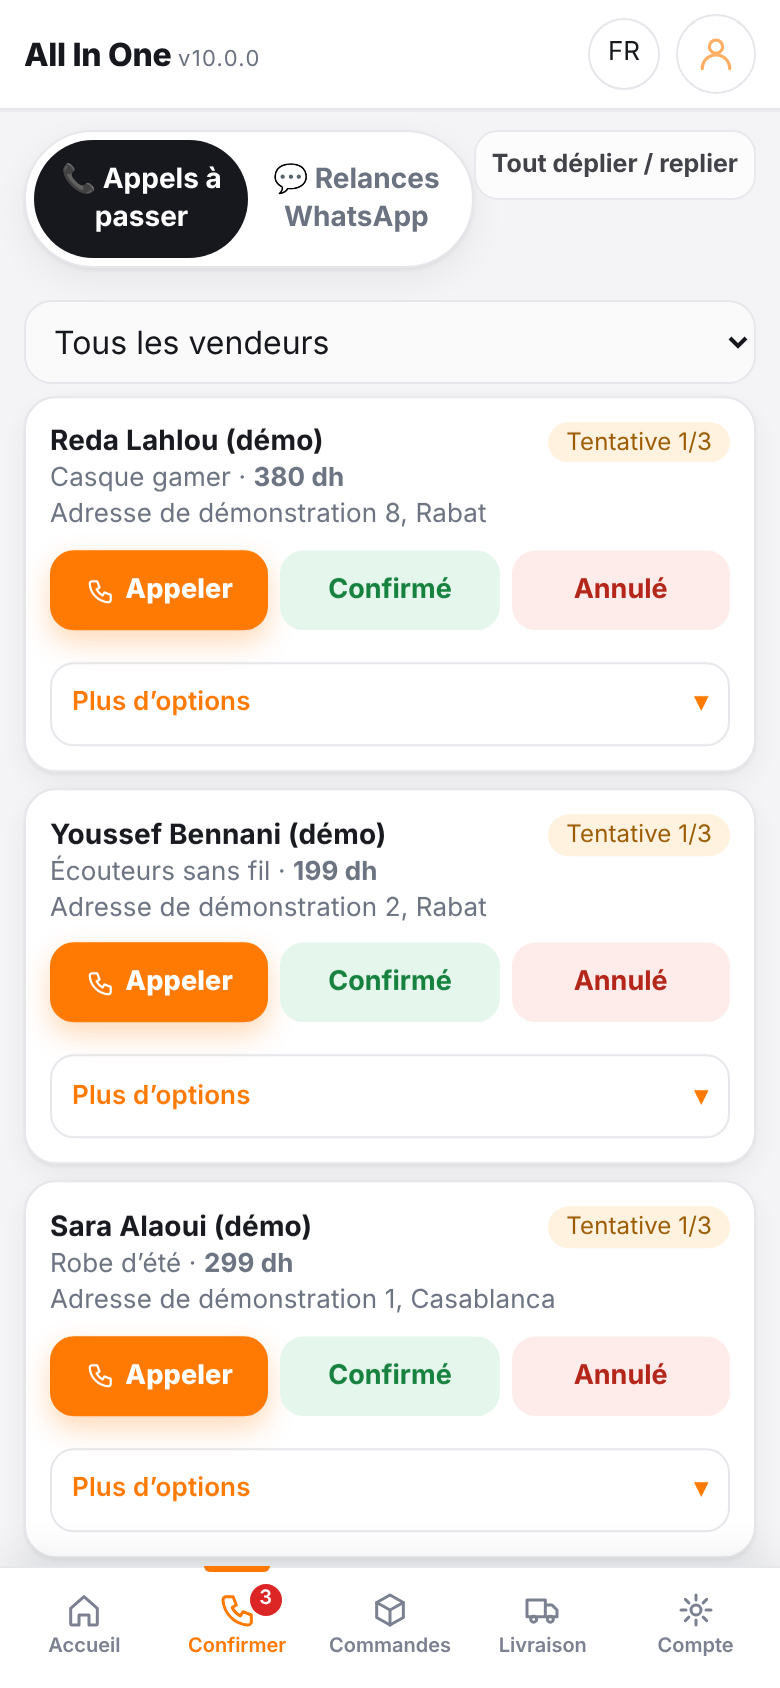 All In One v10.0.0
FR
📞 Appels à
passer
💬 Relances
WhatsApp
Tout déplier / replier
Tous les vendeurs
Reda Lahlou (démo)
Tentative 1/3
Casque gamer · 380 dh
Adresse de démonstration 8, Rabat
Appeler
Confirmé
Annulé
Plus d’options ▼
Youssef Bennani (démo)
Tentative 1/3
Écouteurs sans fil · 199 dh
Adresse de démonstration 2, Rabat
Appeler
Confirmé
Annulé
Plus d’options ▼
Sara Alaoui (démo)
Tentative 1/3
Robe d’été · 299 dh
Adresse de démonstration 1, Casablanca
Appeler
Confirmé
Annulé
Plus d’options ▼
3
Accueil
Confirmer
Commandes
Livraison
Compte